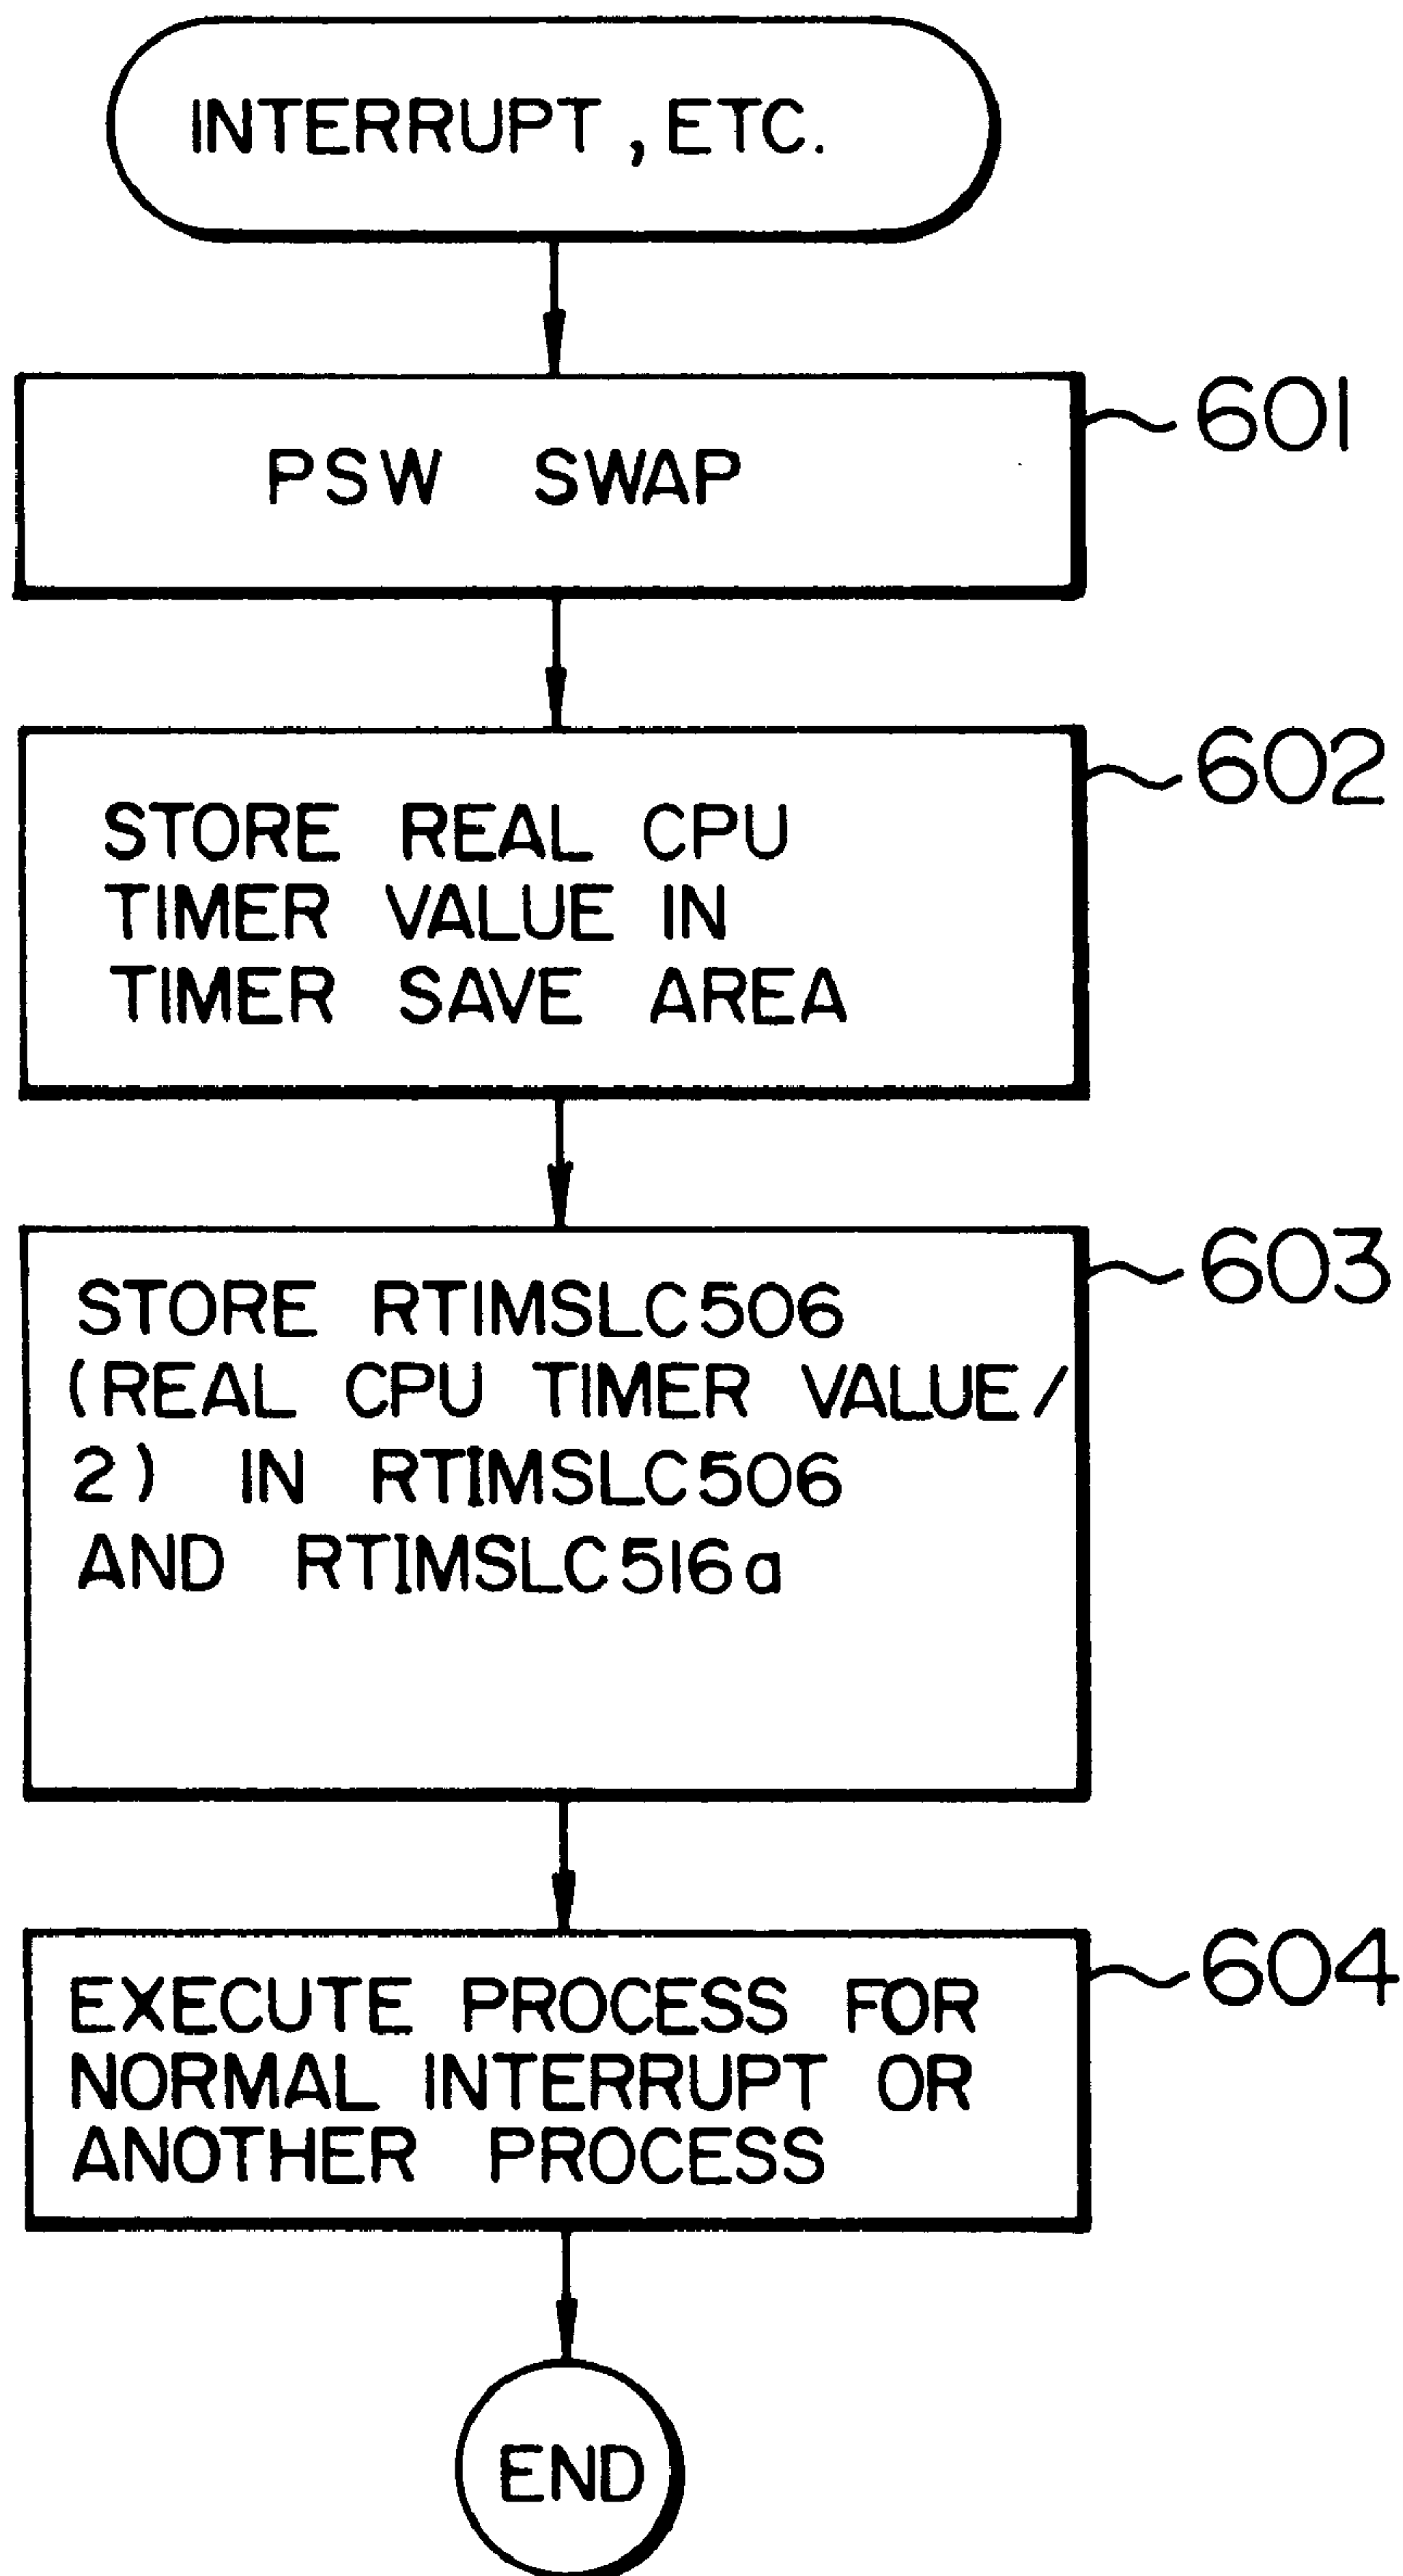 INTERRUPT, ETC.
601
PSW SWAP
602
STORE REAL CPU
TIMER VALUE IN
TIMER SAVE AREA
603
STORE RTIMSLC506
(REAL CPU TIMER VALUE/
2) IN RTIMSLC506
AND RTIMSLC516a
604
EXECUTE PROCESS FOR
NORMAL INTERRUPT OR
ANOTHER PROCESS
END